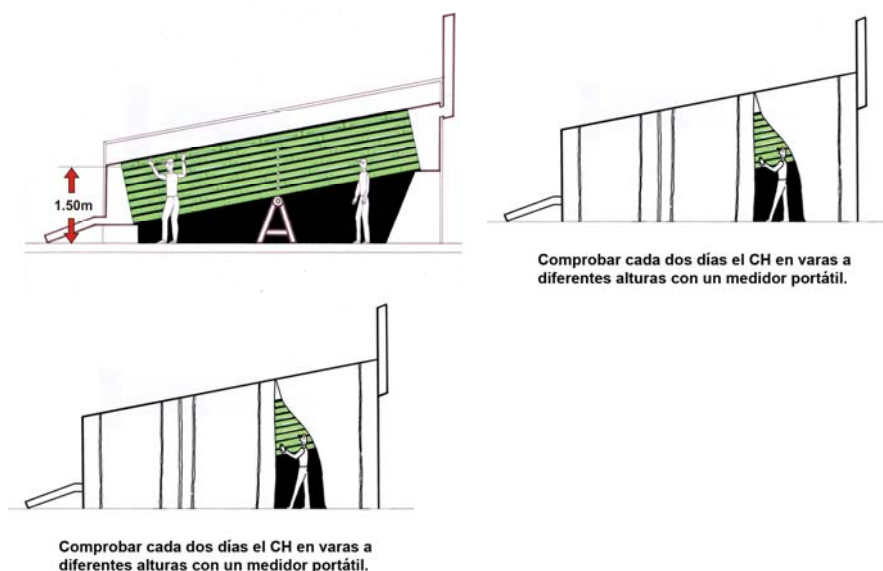 1.50m
Comprobar cada dos días el CH en varas a
diferentes alturas con un medidor portátil.
Comprobar cada dos días el CH en varas a
diferentes alturas con un medidor portátil.